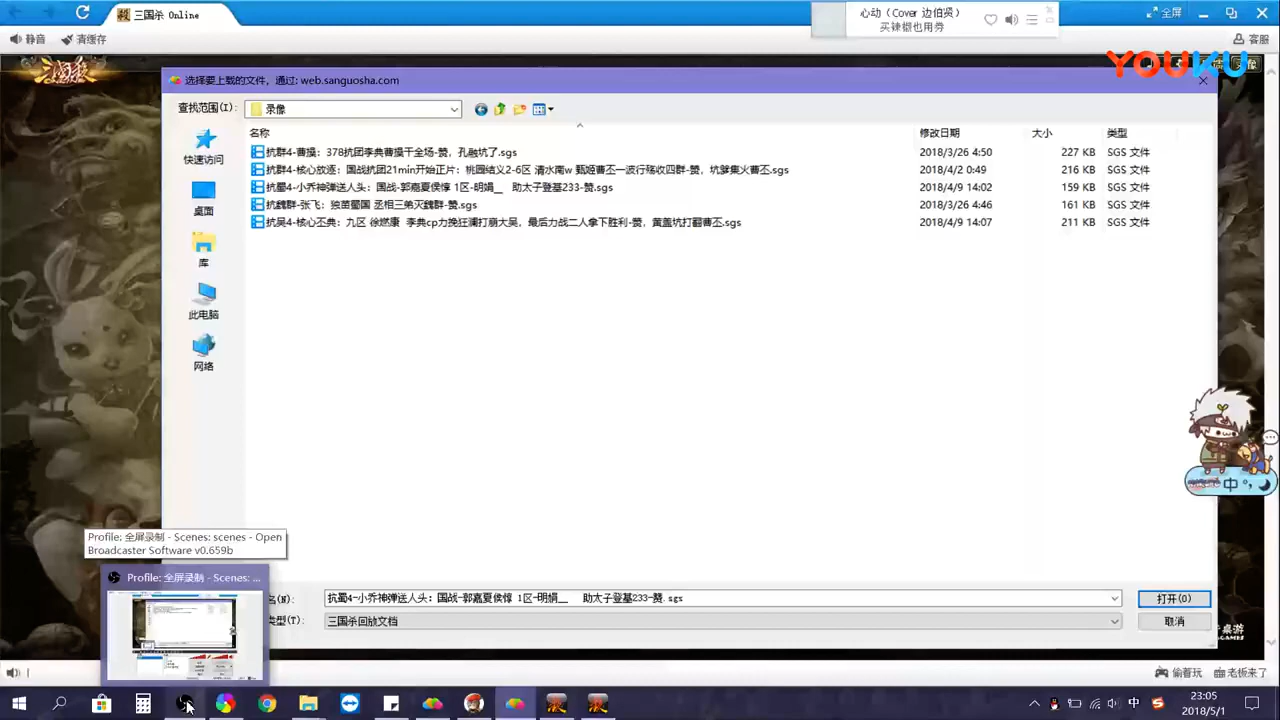 三国杀 Online
心动（Cover 边伯贤）
买辣椒也用券
全屏
静音
清缓存
客服
YOUKU
选择要上载的文件，通过: web.sanguosha.com
查找范围(I):
录像
名称
修改日期
大小
类型
抗群4-曹操：378抗团李典曹操干全场-赞，孔融坑了.sgs
2018/3/26 4:50
227 KB
SGS 文件
抗群4-核心放逐：国战抗团21min开始正片：桃园结义2-6区 清水南w 甄姬曹丕一波行殇收四群-赞，坑爹集火曹丕.sgs
2018/4/2 0:49
216 KB
SGS 文件
抗蜀4-小乔神弹送人头：国战-郭嘉夏侯惇 1区-明娟__ 助太子登基233-赞.sgs
2018/4/9 14:02
159 KB
SGS 文件
抗魏群-张飞：独苗蜀国 丞相三弟灭魏群-赞.sgs
2018/3/26 4:46
161 KB
SGS 文件
抗吴4-核心丕典：九区 徐燃康 李典cp力挽狂澜打崩大吴，最后力战二人拿下胜利-赞，黄盖坑打翻曹丕.sgs
2018/4/9 14:07
211 KB
SGS 文件
快速访问
桌面
库
此电脑
网络
中
Profile: 全屏录制 - Scenes: scenes - Open
Broadcaster Software v0.659b
Profile: 全屏录制 - Scenes: ...
名(N):
抗蜀4-小乔神弹送人头：国战-郭嘉夏侯惇 1区-明娟__ 助太子登基233-赞.sgs
打开(O)
类型(T):
三国杀回放文档
取消
桌游
偷着玩
老板来了
中
23:05
2018/5/1